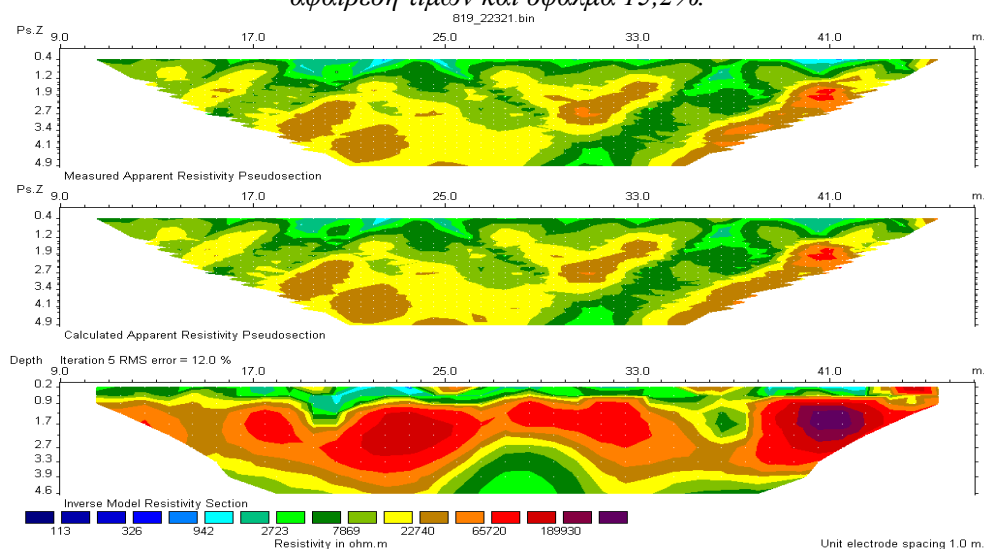 αφαίρεση τιμών και σφάλμα 15,2%.
819_22321.bin
Ps.Z 9.0 17.0 25.0 33.0 41.0 m.
0.4
1.2
1.9
2.7
3.4
4.1
4.9
Measured Apparent Resistivity Pseudosection
Ps.Z 9.0 17.0 25.0 33.0 41.0 m.
0.4
1.2
1.9
2.7
3.4
4.1
4.9
Calculated Apparent Resistivity Pseudosection
Depth Iteration 5 RMS error = 12.0 %
9.0 17.0 25.0 33.0 41.0 m.
0.2
0.9
1.7
2.7
3.3
3.9
4.6
Inverse Model Resistivity Section
113 326 942 2723 7869 22740 65720 189930
Resistivity in ohm.m
Unit electrode spacing 1.0 m.